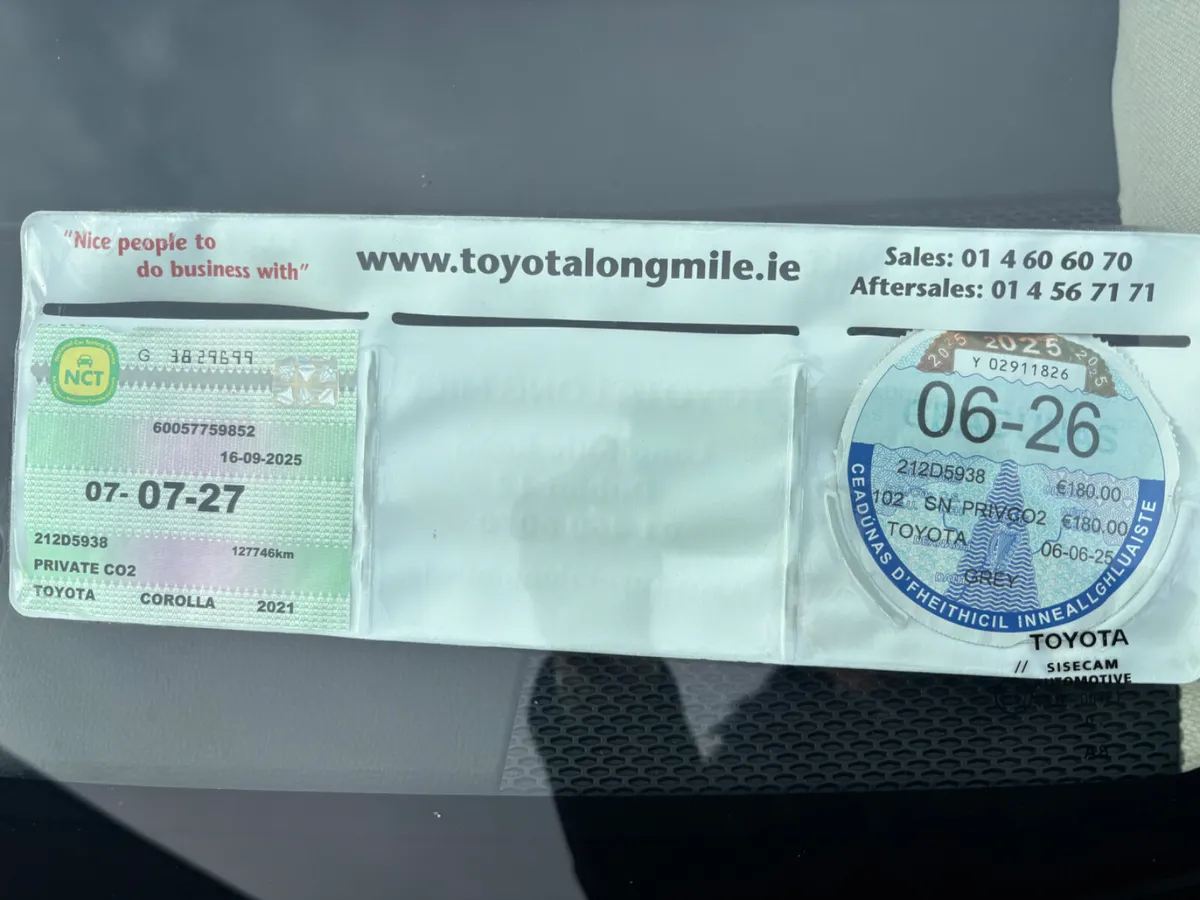 "Nice people to
do business with"
www.toyotalongmile.ie
Sales: 01 4 60 60 70
Aftersales: 01 4 56 71 71
NCT
G 3829699
60057759852
16-09-2025
07-07-27
212D5938
127746km
PRIVATE CO2
TOYOTA COROLLA 2021
2025 2025 2025
Y 02911826
06-26
212D5938 €180.00
102 SN PRIVCO2 €180.00
TOYOTA 06-06-25
GREY
CEADÚNAS D'FHEITHICIL INNEALLGHLUAISTE
TOYOTA
// SISECAM
AUTOMOTIVE